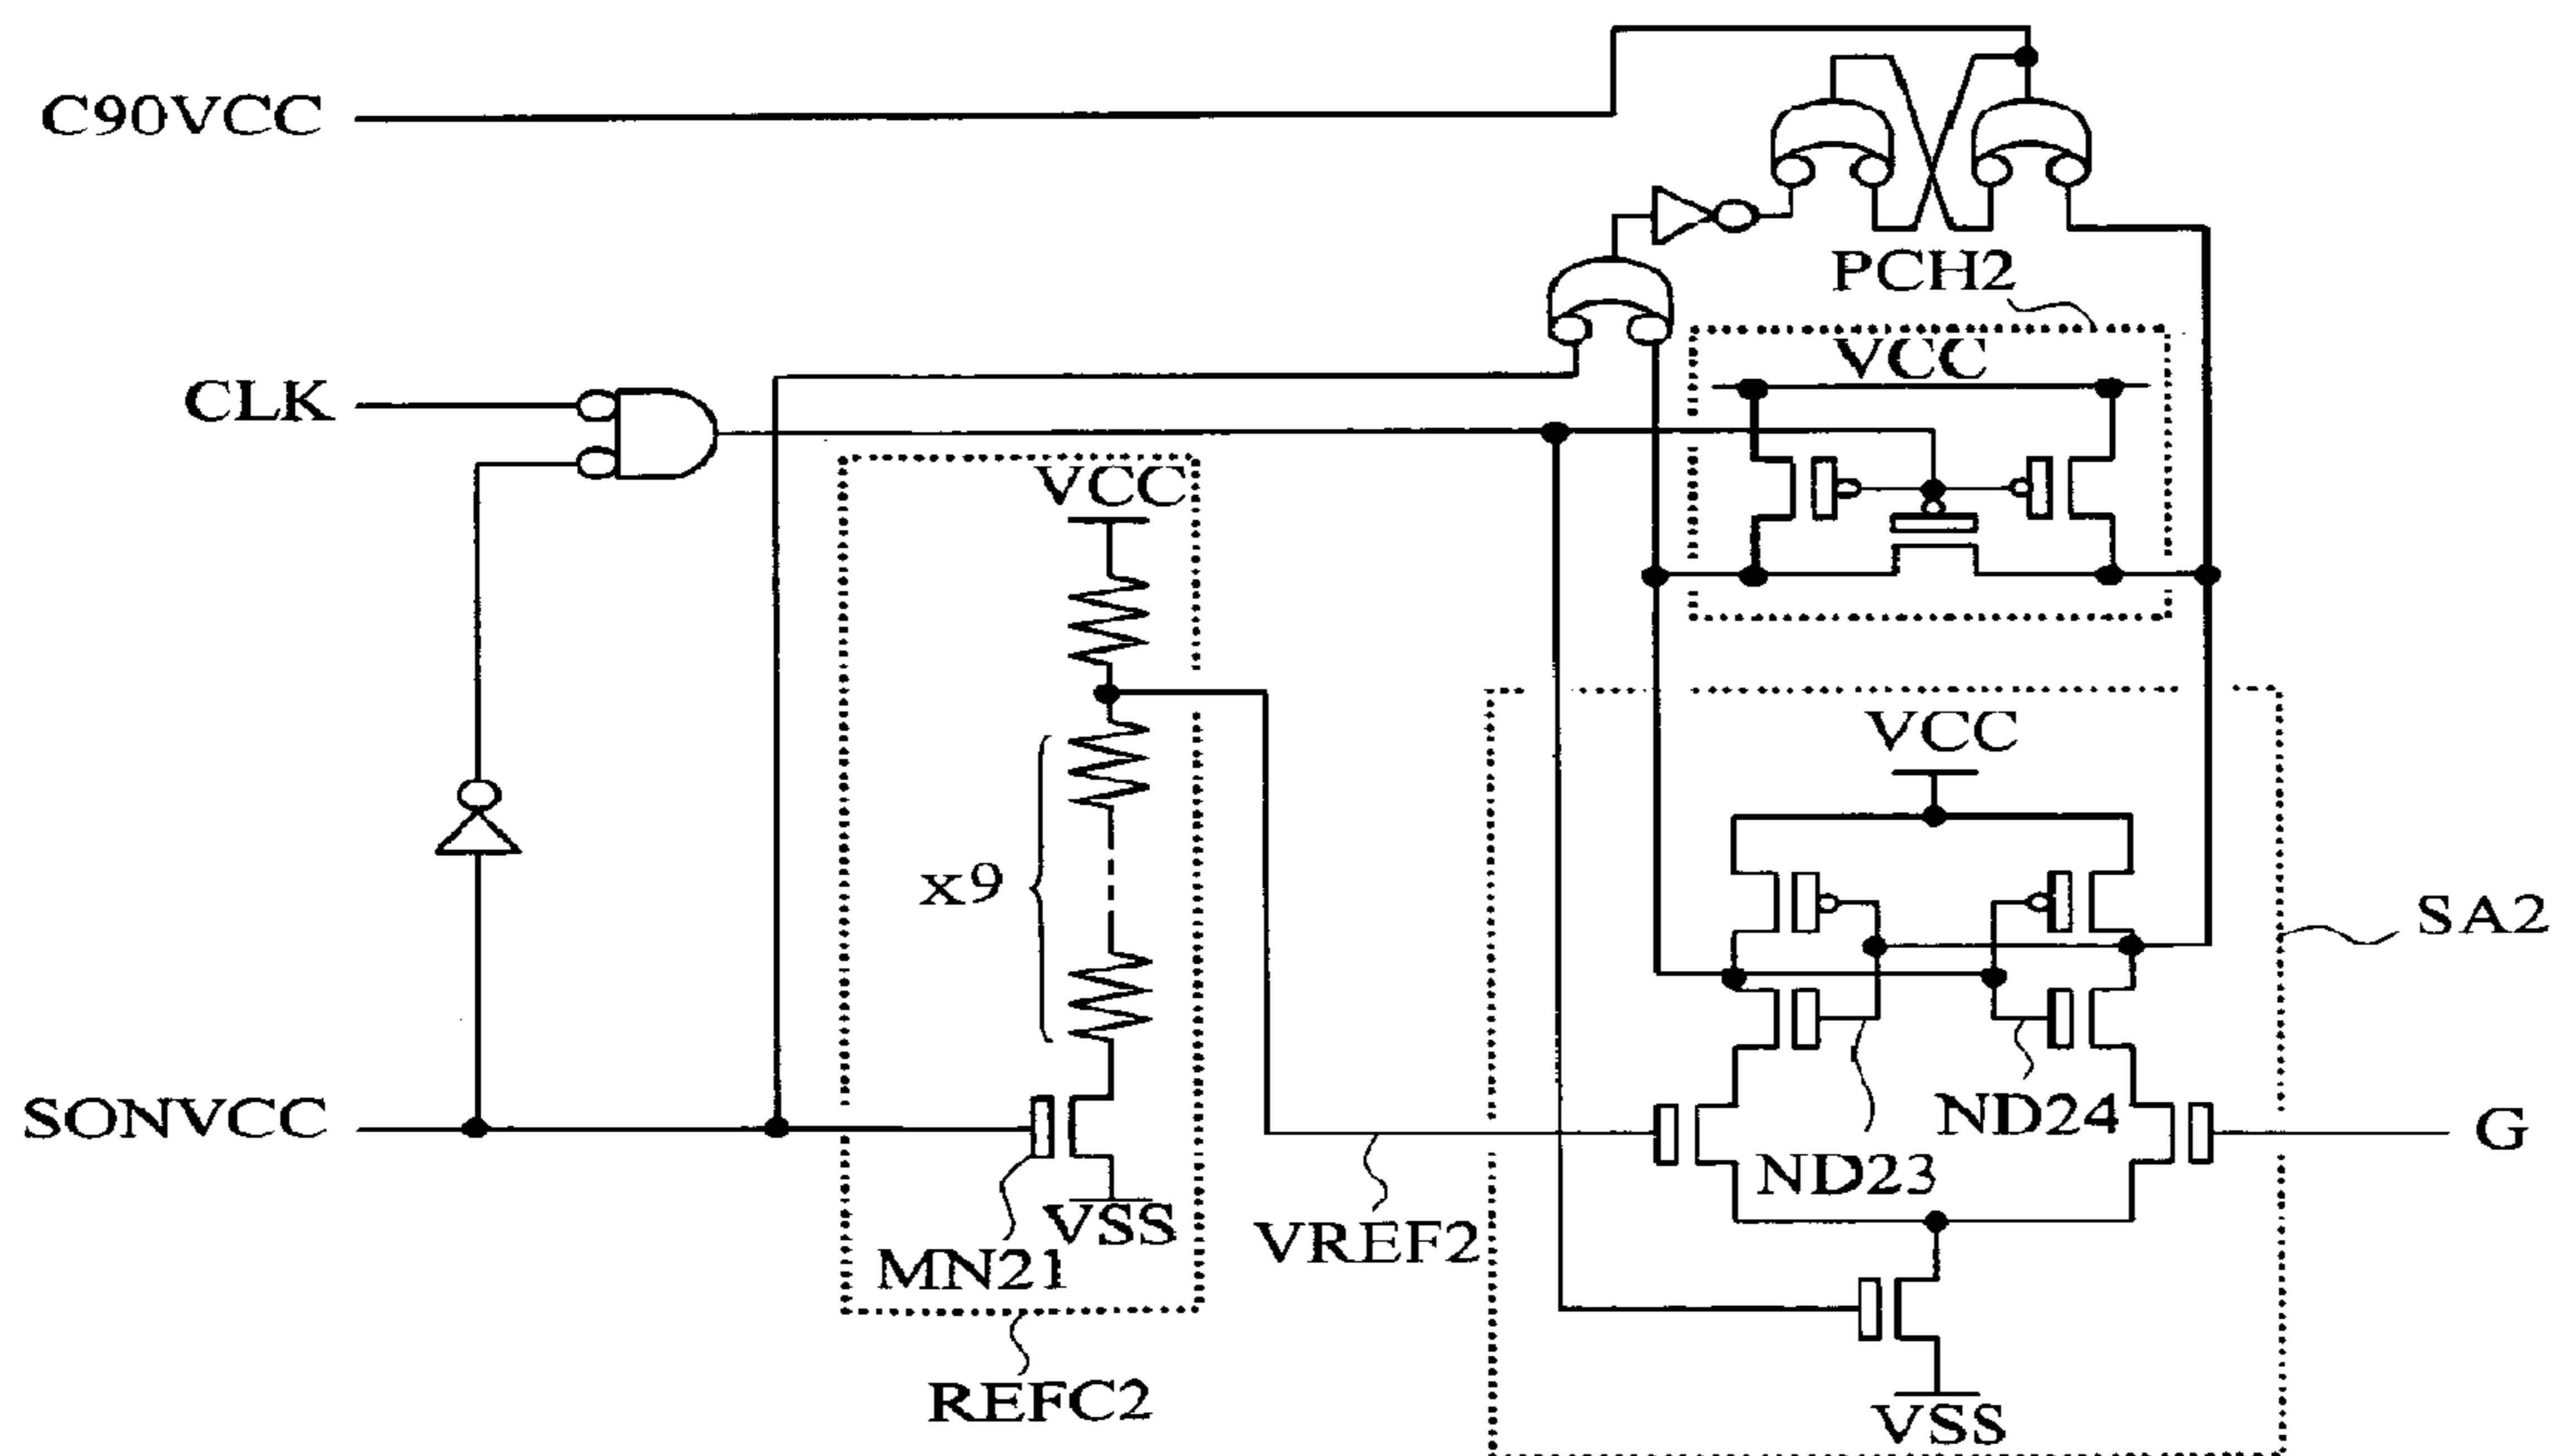 C90VCC
PCH2
VCC
CLK
VCC
VCC
x9
SA2
SONVCC
ND24
G
ND23
VSS
VREF2
MN21
REFC2
VSS